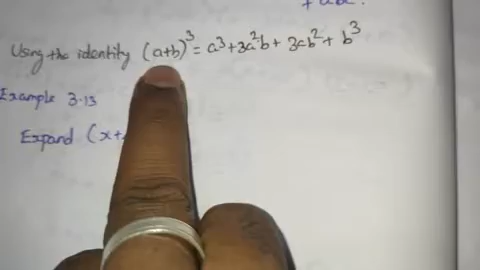 Using the identity (a+b)³ = a³+3a²b + 3ab² + b³
Example 3.13
Expand (x+